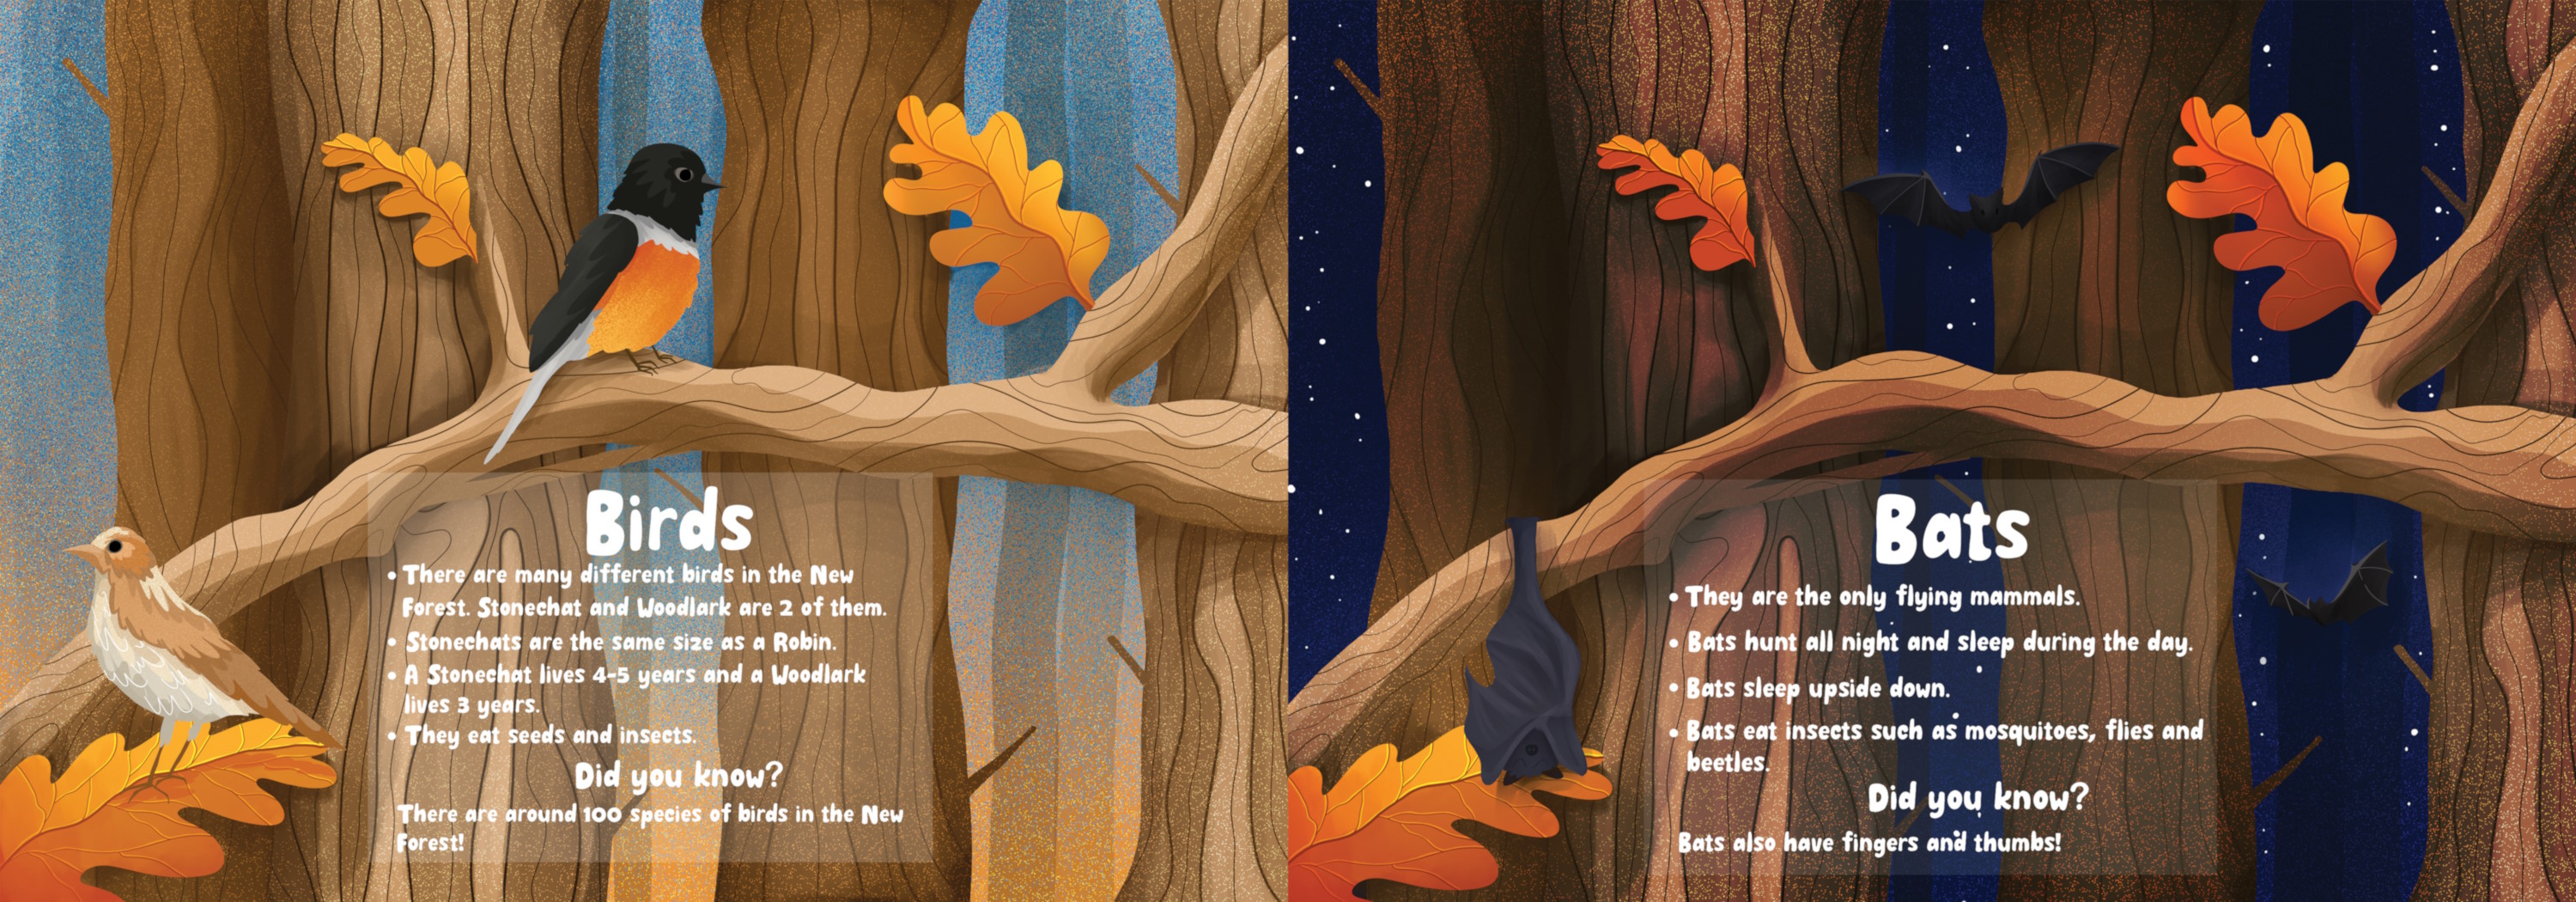 Birds
• There are many different birds in the New
Forest. Stonechat and Woodlark are 2 of them.
• Stonechats are the same size as a Robin.
• A Stonechat lives 4-5 years and a Woodlark
lives 3 years.
• They eat seeds and insects.
Did you know?
There are around 100 species of birds in the New
Forest!
Bats
• They are the only flying mammals.
• Bats hunt all night and sleep during the day.
• Bats sleep upside down.
• Bats eat insects such as mosquitoes, flies and
beetles.
Did you know?
Bats also have fingers and thumbs!